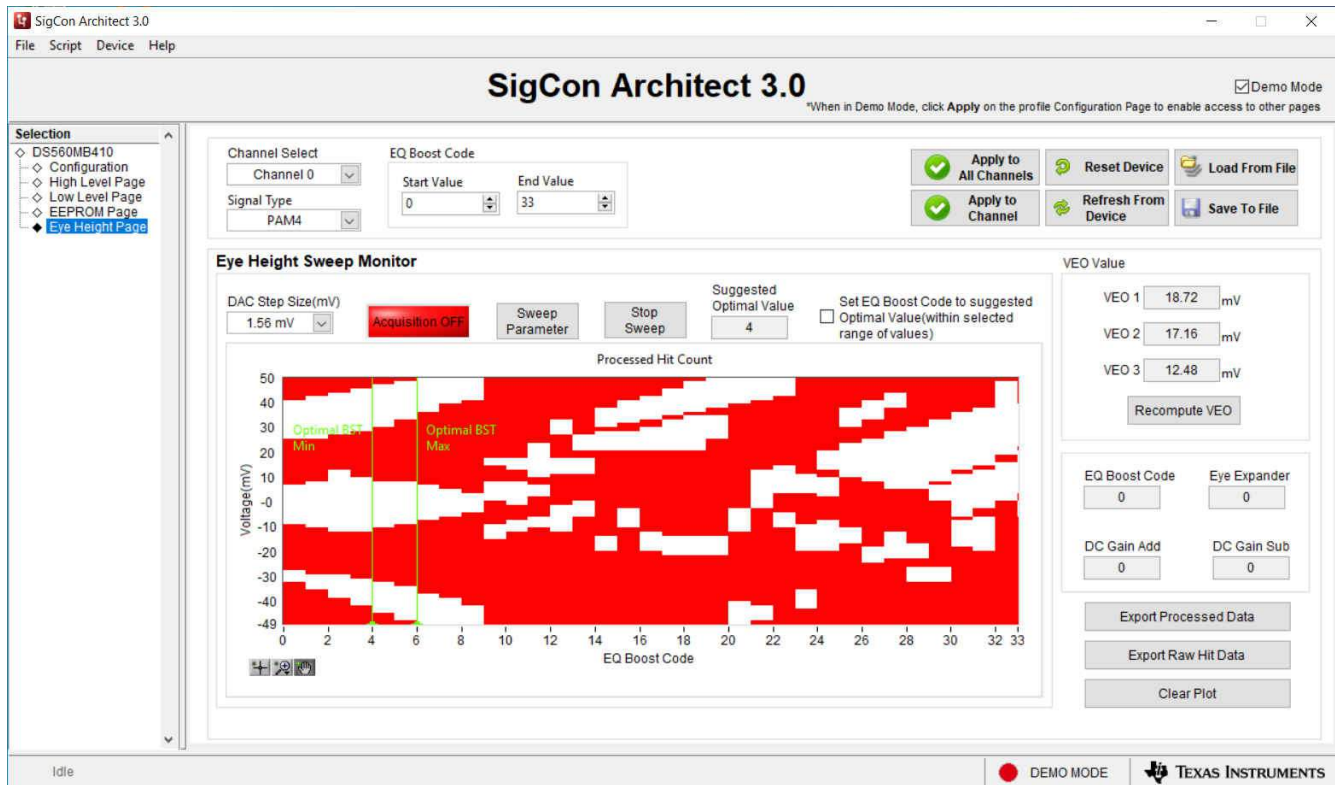 SigCon Architect 3.0
File Script Device Help
SigCon Architect 3.0
Demo Mode
*When in Demo Mode, click Apply on the profile Configuration Page to enable access to other pages
Selection
DS560MB410
Configuration
High Level Page
Low Level Page
EEPROM Page
Eye Height Page
Channel Select
Channel 0
Signal Type
PAM4
EQ Boost Code
Start Value
0
End Value
33
Apply to
All Channels
Reset Device
Load From File
Apply to
Channel
Refresh From
Device
Save To File
Eye Height Sweep Monitor
DAC Step Size(mV)
1.56 mV
Acquisition OFF
Sweep
Parameter
Stop
Sweep
Suggested
Optimal Value
4
Set EQ Boost Code to suggested
Optimal Value(within selected
range of values)
Processed Hit Count
Voltage(mV)
50
40
30
20
10
-0
-10
-20
-30
-40
-49
Optimal BST
Min
Optimal BST
Max
0 2 4 6 8 10 12 14 16 18 20 22 24 26 28 30 32 33
EQ Boost Code
VEO Value
VEO 1 18.72 mV
VEO 2 17.16 mV
VEO 3 12.48 mV
Recompute VEO
EQ Boost Code Eye Expander
0 0
DC Gain Add DC Gain Sub
0 0
Export Processed Data
Export Raw Hit Data
Clear Plot
Idle
DEMO MODE
TEXAS INSTRUMENTS